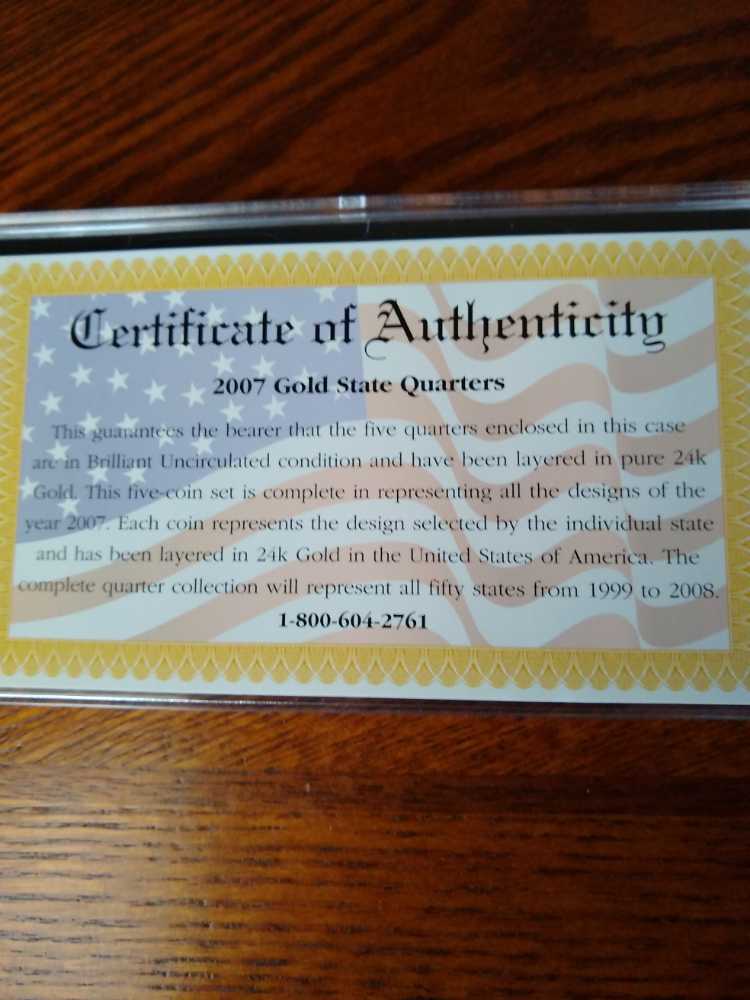 Certificate of Authenticity
2007 Gold State Quarters
This guarantees the bearer that the five quarters enclosed in this case
are in Brilliant Uncirculated condition and have been layered in pure 24k
Gold. This five-coin set is complete in representing all the designs of the
year 2007. Each coin represents the design selected by the individual state
and has been layered in 24k Gold in the United States of America. The
complete quarter collection will represent all fifty states from 1999 to 2008.
1-800-604-2761